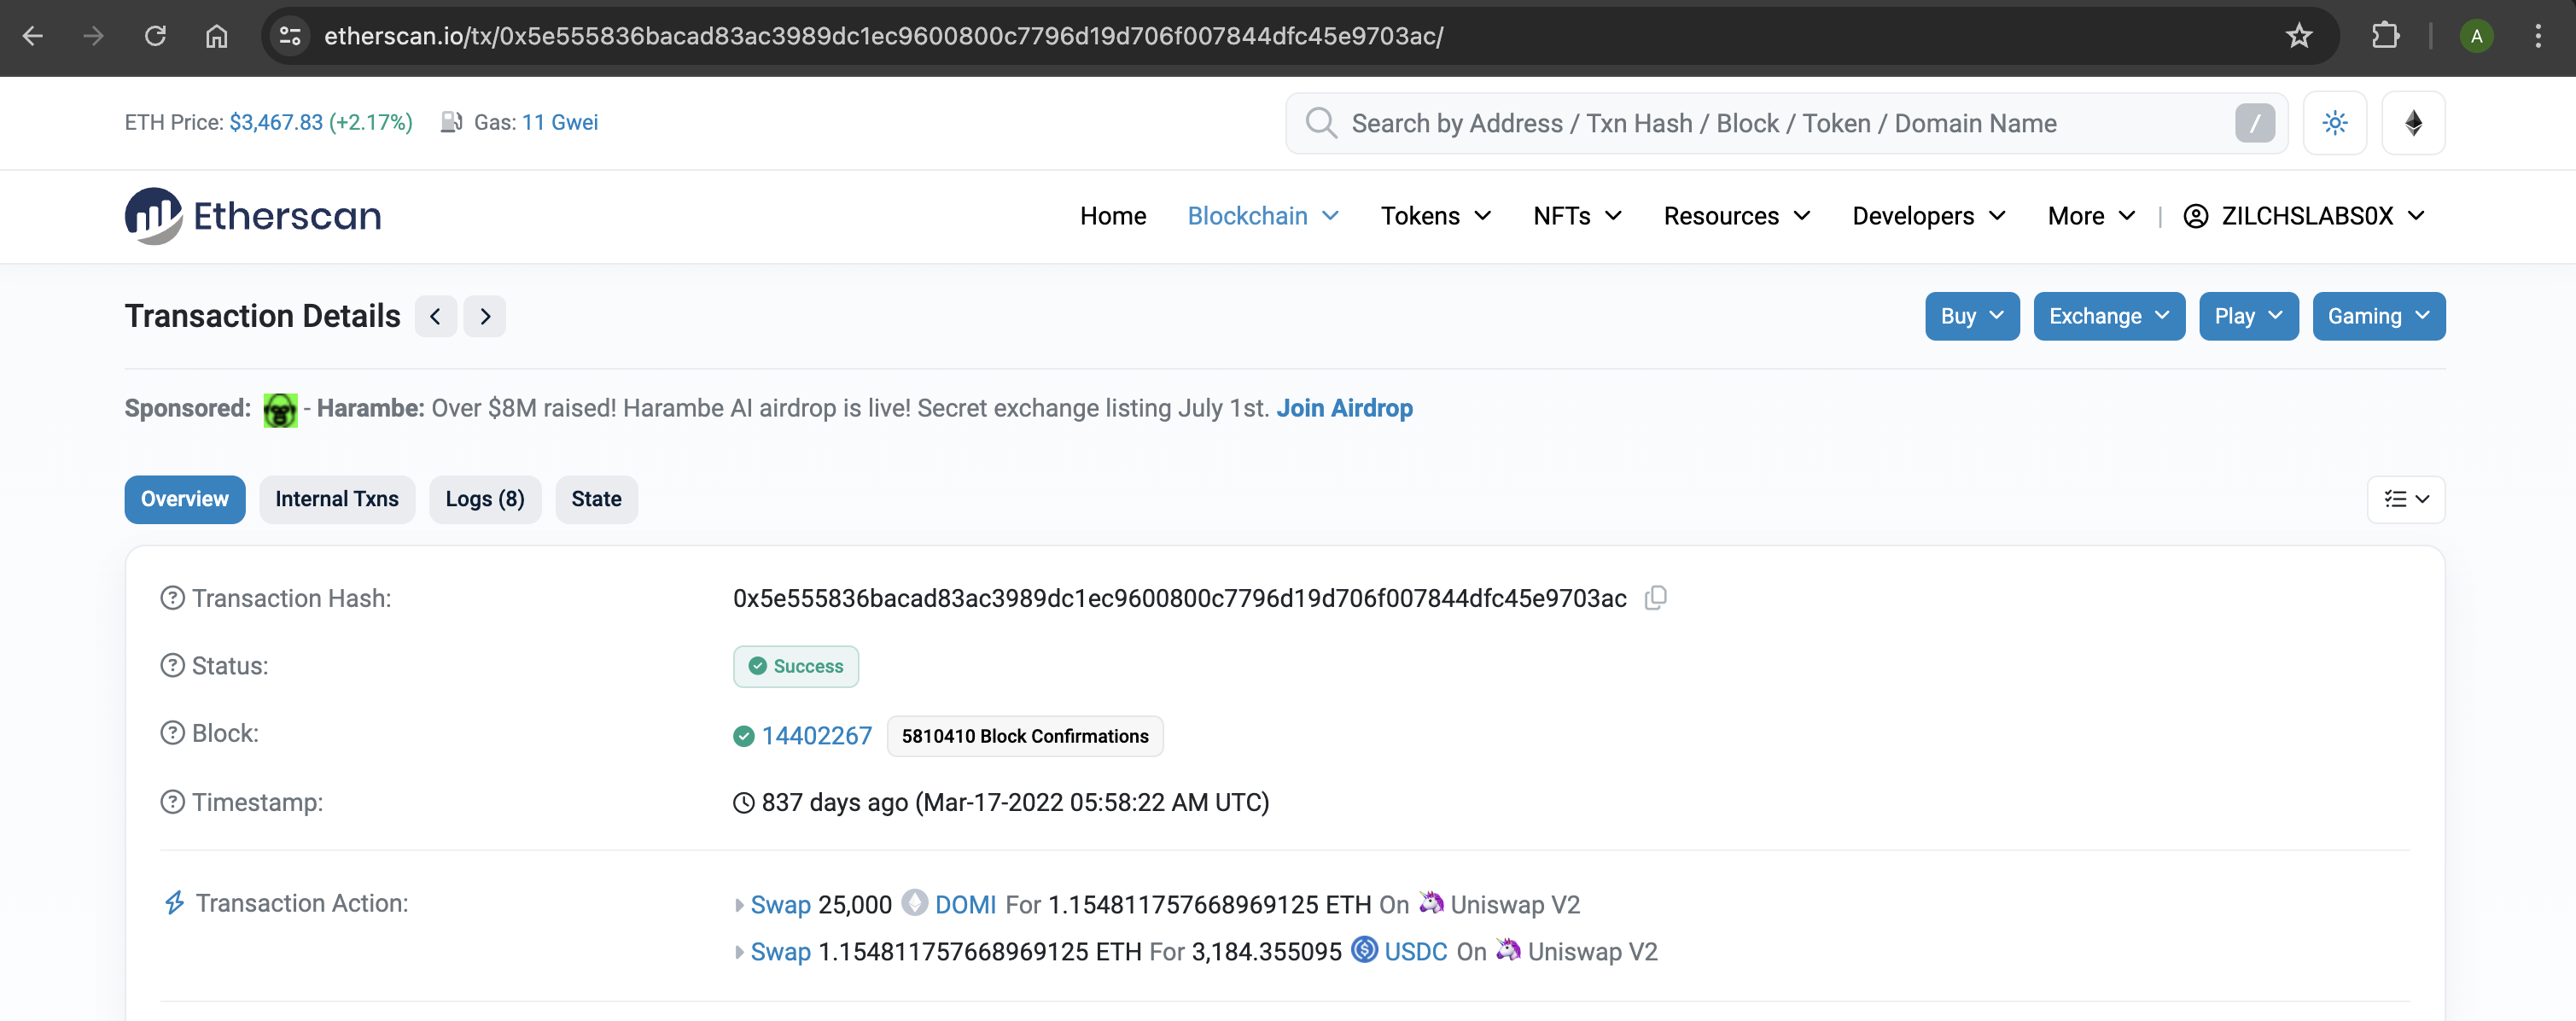 etherscan.io/tx/0x5e555836bacad83ac3989dc1ec9600800c7796d19d706f007844dfc45e9703ac/
A
ETH Price: $3,467.83 (+2.17%) Gas: 11 Gwei
Search by Address / Txn Hash / Block / Token / Domain Name /
Etherscan
Home Blockchain Tokens NFTs Resources Developers More | ZILCHSLABS0X
Transaction Details
Buy Exchange Play Gaming
Sponsored: - Harambe: Over $8M raised! Harambe AI airdrop is live! Secret exchange listing July 1st. Join Airdrop
Overview Internal Txns Logs (8) State
Transaction Hash: 0x5e555836bacad83ac3989dc1ec9600800c7796d19d706f007844dfc45e9703ac
Status: Success
Block: 14402267 5810410 Block Confirmations
Timestamp: 837 days ago (Mar-17-2022 05:58:22 AM UTC)
Transaction Action: Swap 25,000 DOMI For 1.154811757668969125 ETH On Uniswap V2
Swap 1.154811757668969125 ETH For 3,184.355095 USDC On Uniswap V2